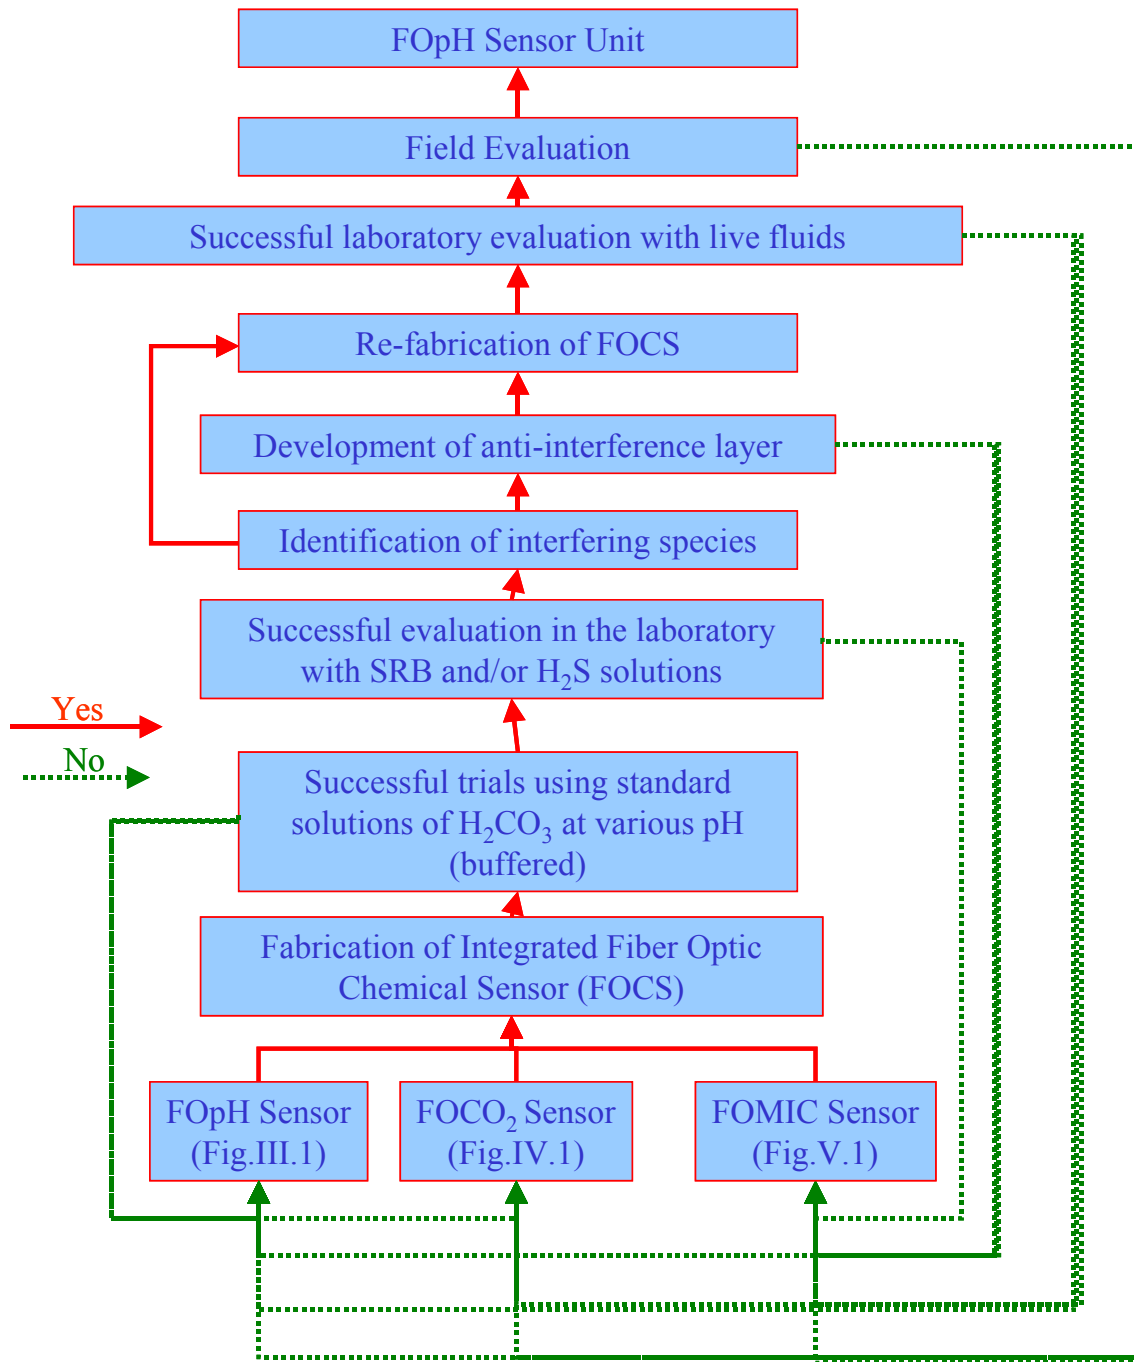 FOpH Sensor Unit
Field Evaluation
Successful laboratory evaluation with live fluids
Re-fabrication of FOCS
Development of anti-interference layer
Identification of interfering species
Successful evaluation in the laboratory
with SRB and/or H₂S solutions
Yes
No
Successful trials using standard
solutions of H₂CO₃ at various pH
(buffered)
Fabrication of Integrated Fiber Optic
Chemical Sensor (FOCS)
FOpH Sensor
(Fig.III.1)
FOCO₂ Sensor
(Fig.IV.1)
FOMIC Sensor
(Fig.V.1)